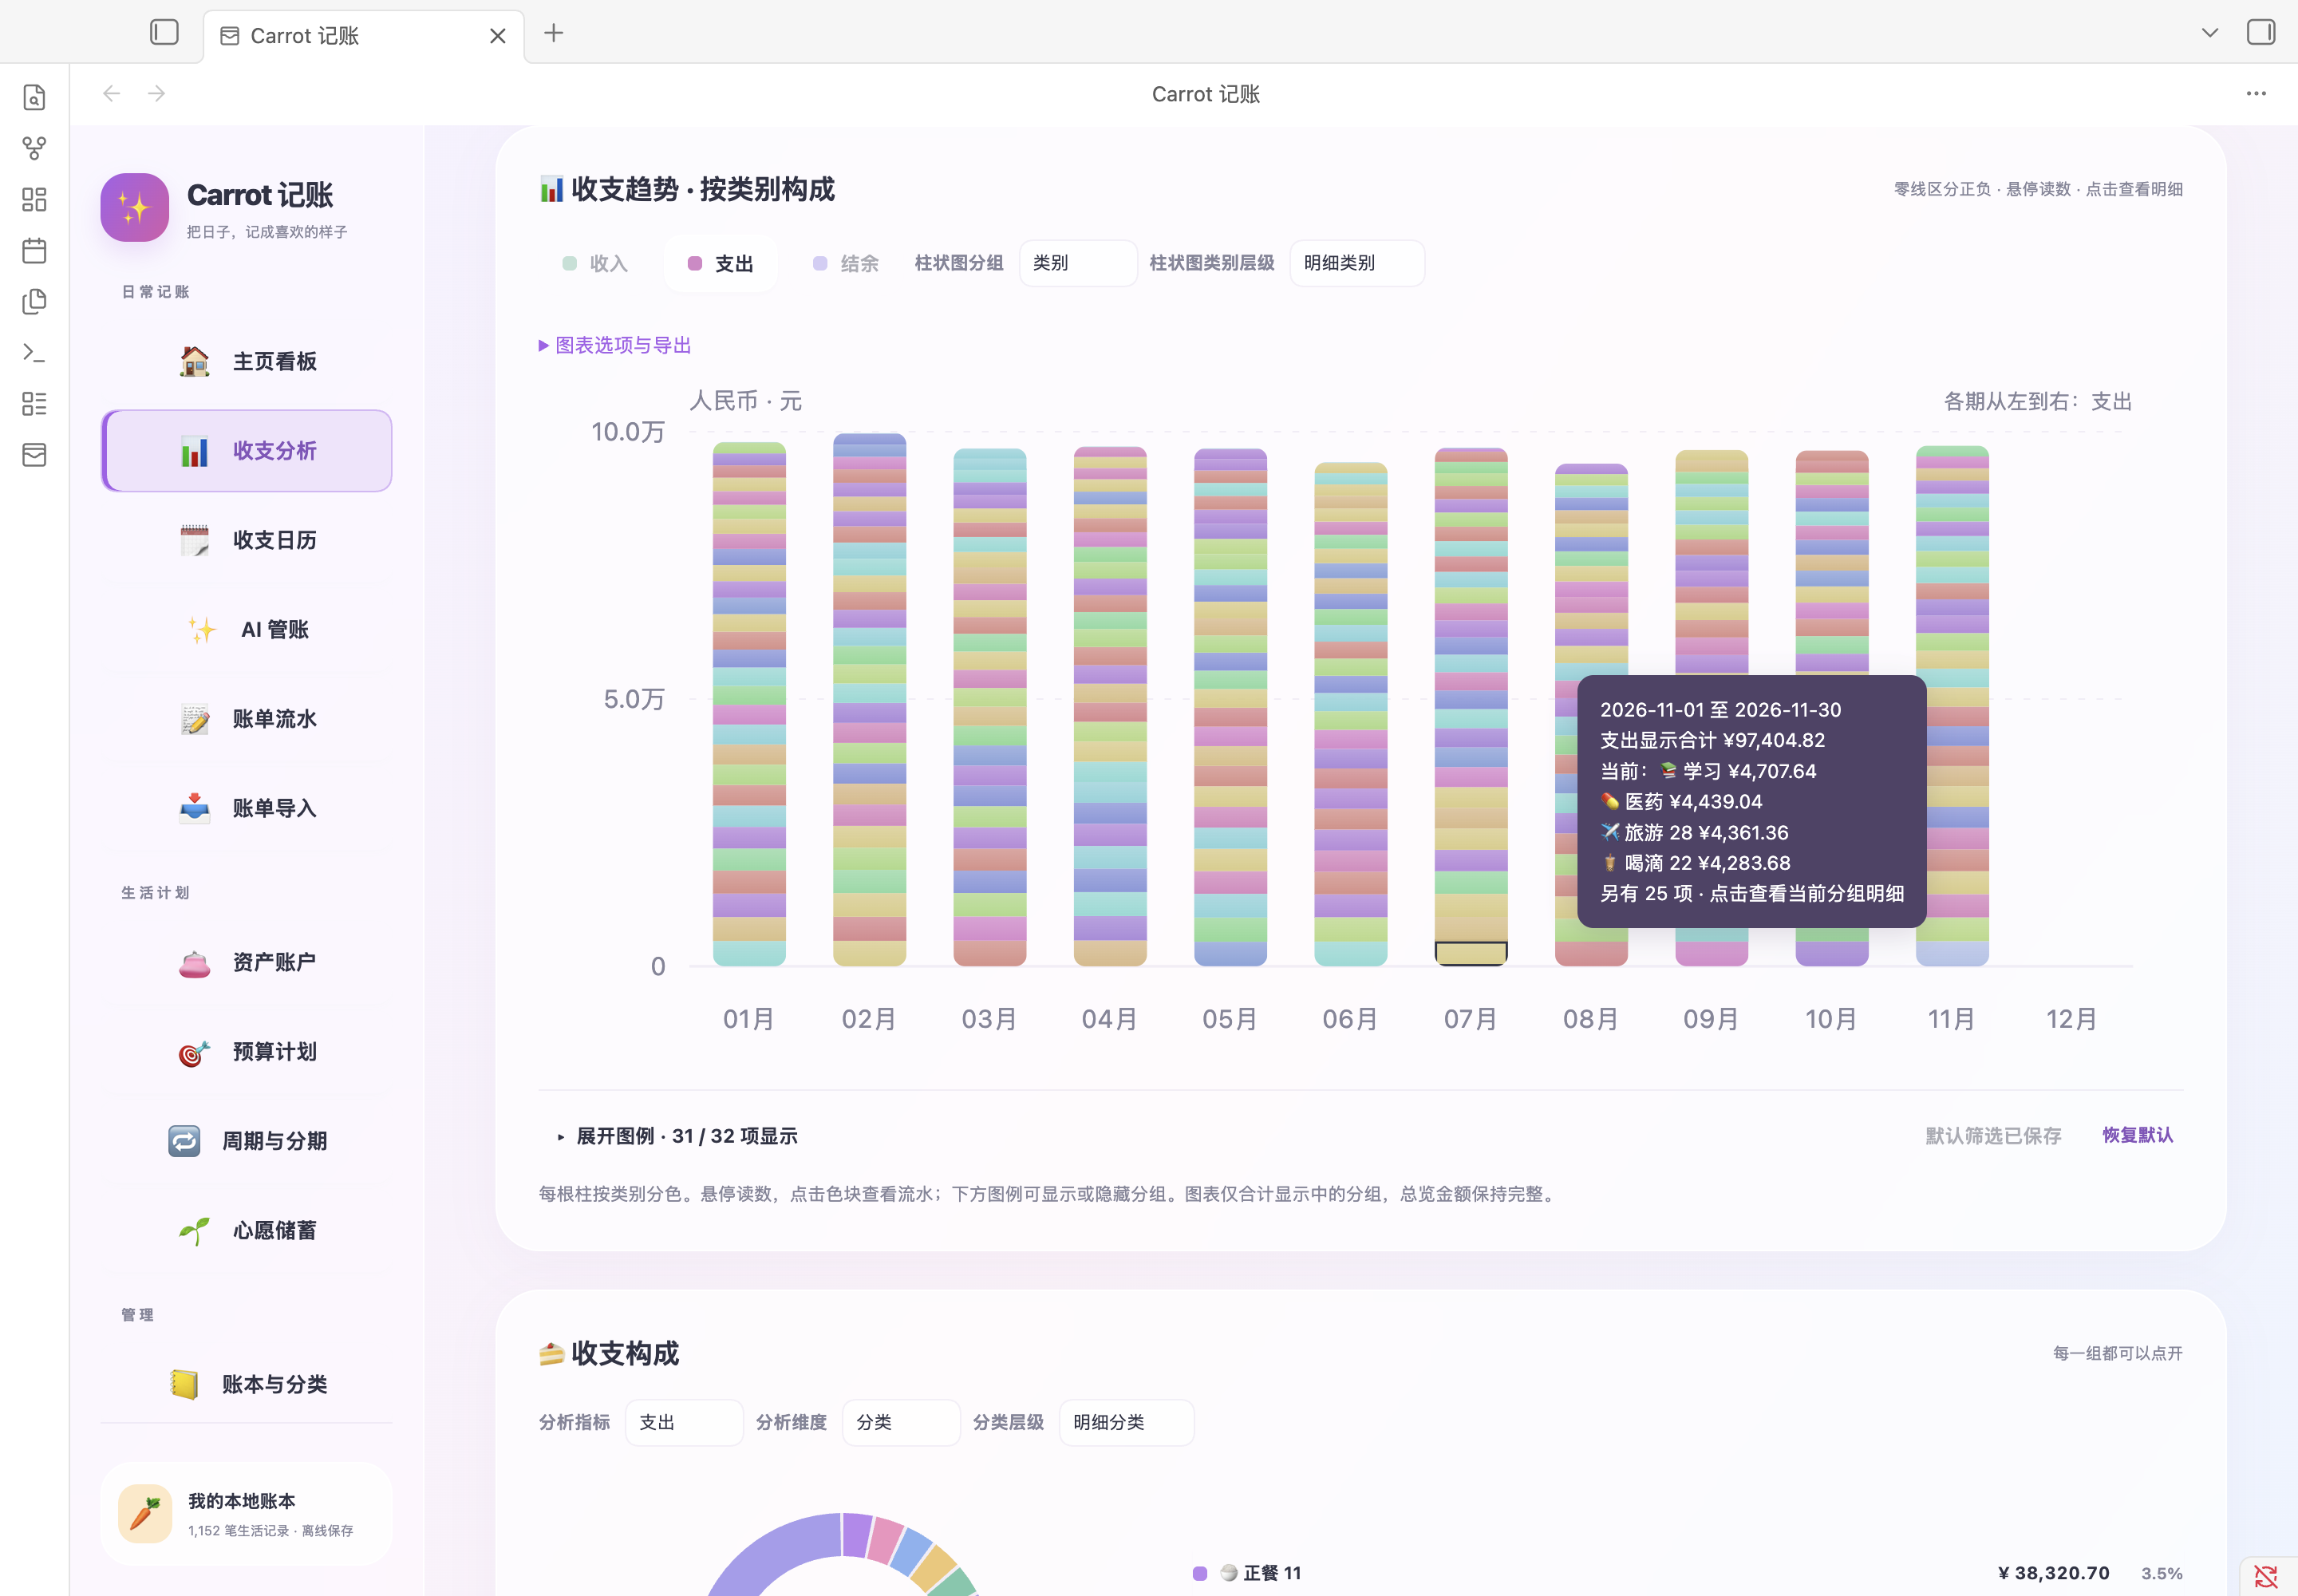 Carrot 记账
Carrot 记账
Carrot 记账
把日子，记成喜欢的样子
日常记账
主页看板
收支分析
收支日历
AI 管账
账单流水
账单导入
生活计划
资产账户
预算计划
周期与分期
心愿储蓄
管理
账本与分类
我的本地账本
1,152 笔生活记录 · 离线保存
收支趋势 · 按类别构成
零线区分正负 · 悬停读数 · 点击查看明细
收入 支出 结余 柱状图分组 类别 柱状图类别层级 明细类别
图表选项与导出
人民币 · 元
各期从左到右：支出
10.0万
5.0万
0
2026-11-01 至 2026-11-30
支出显示合计 ¥97,404.82
当前：📚 学习 ¥4,707.64
💊 医药 ¥4,439.04
✈️ 旅游 28 ¥4,361.36
🧋 喝滴 22 ¥4,283.68
另有 25 项 · 点击查看当前分组明细
01月 02月 03月 04月 05月 06月 07月 08月 09月 10月 11月 12月
展开图例 · 31 / 32 项显示
默认筛选已保存 恢复默认
每根柱按类别分色。悬停读数，点击色块查看流水；下方图例可显示或隐藏分组。图表仅合计显示中的分组，总览金额保持完整。
收支构成
每一组都可以点开
分析指标 支出 分析维度 分类 分类层级 明细分类
正餐 11 ¥ 38,320.70 3.5%